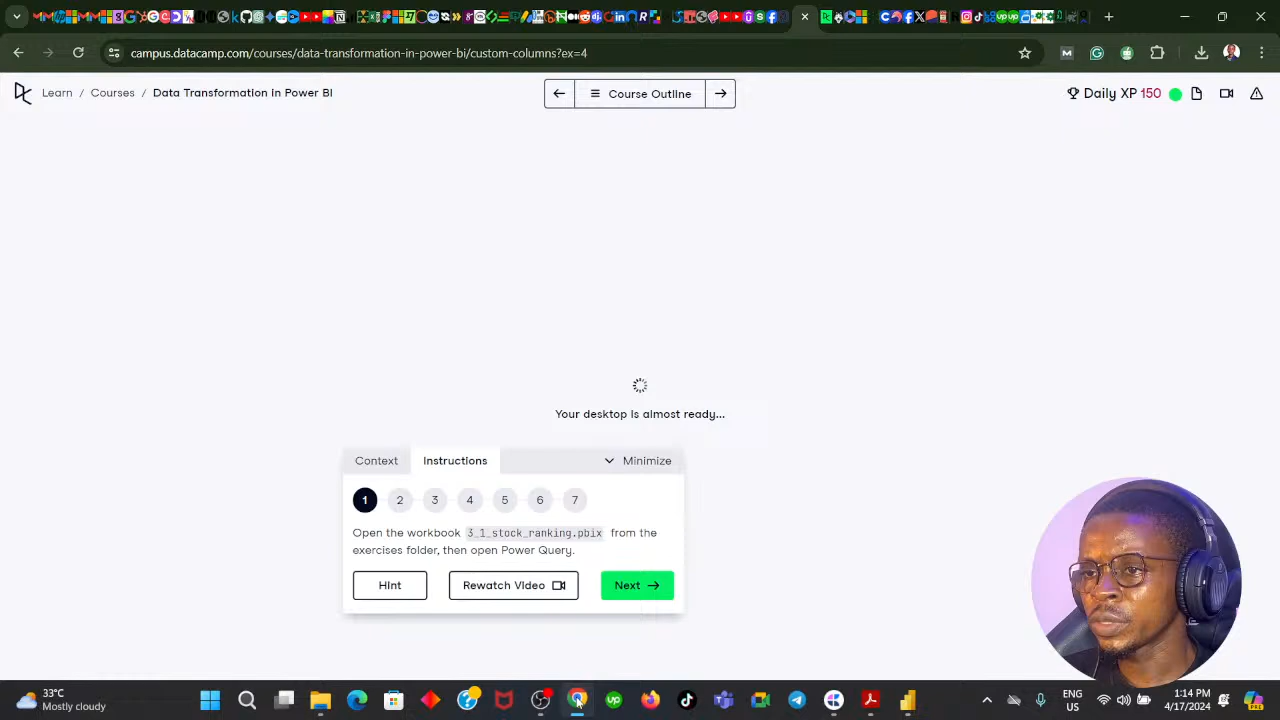 campus.datacamp.com/courses/data-transformation-in-power-bi/custom-columns?ex=4
Learn / Courses / Data Transformation in Power BI
Course Outline
Daily XP 150
Your desktop is almost ready...
Context
Instructions
Minimize
1 2 3 4 5 6 7
Open the workbook 3_1_stock_ranking.pbix from the
exercises folder, then open Power Query.
Hint
Rewatch Video
Next
33°C
Mostly cloudy
ENG
US
1:14 PM
4/17/2024